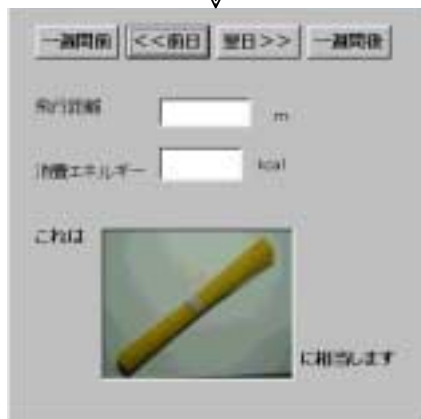 一週間前 <<前日 翌日>> 一週間後
飛行距離 m
消費エネルギー kcal
これは
に相当します